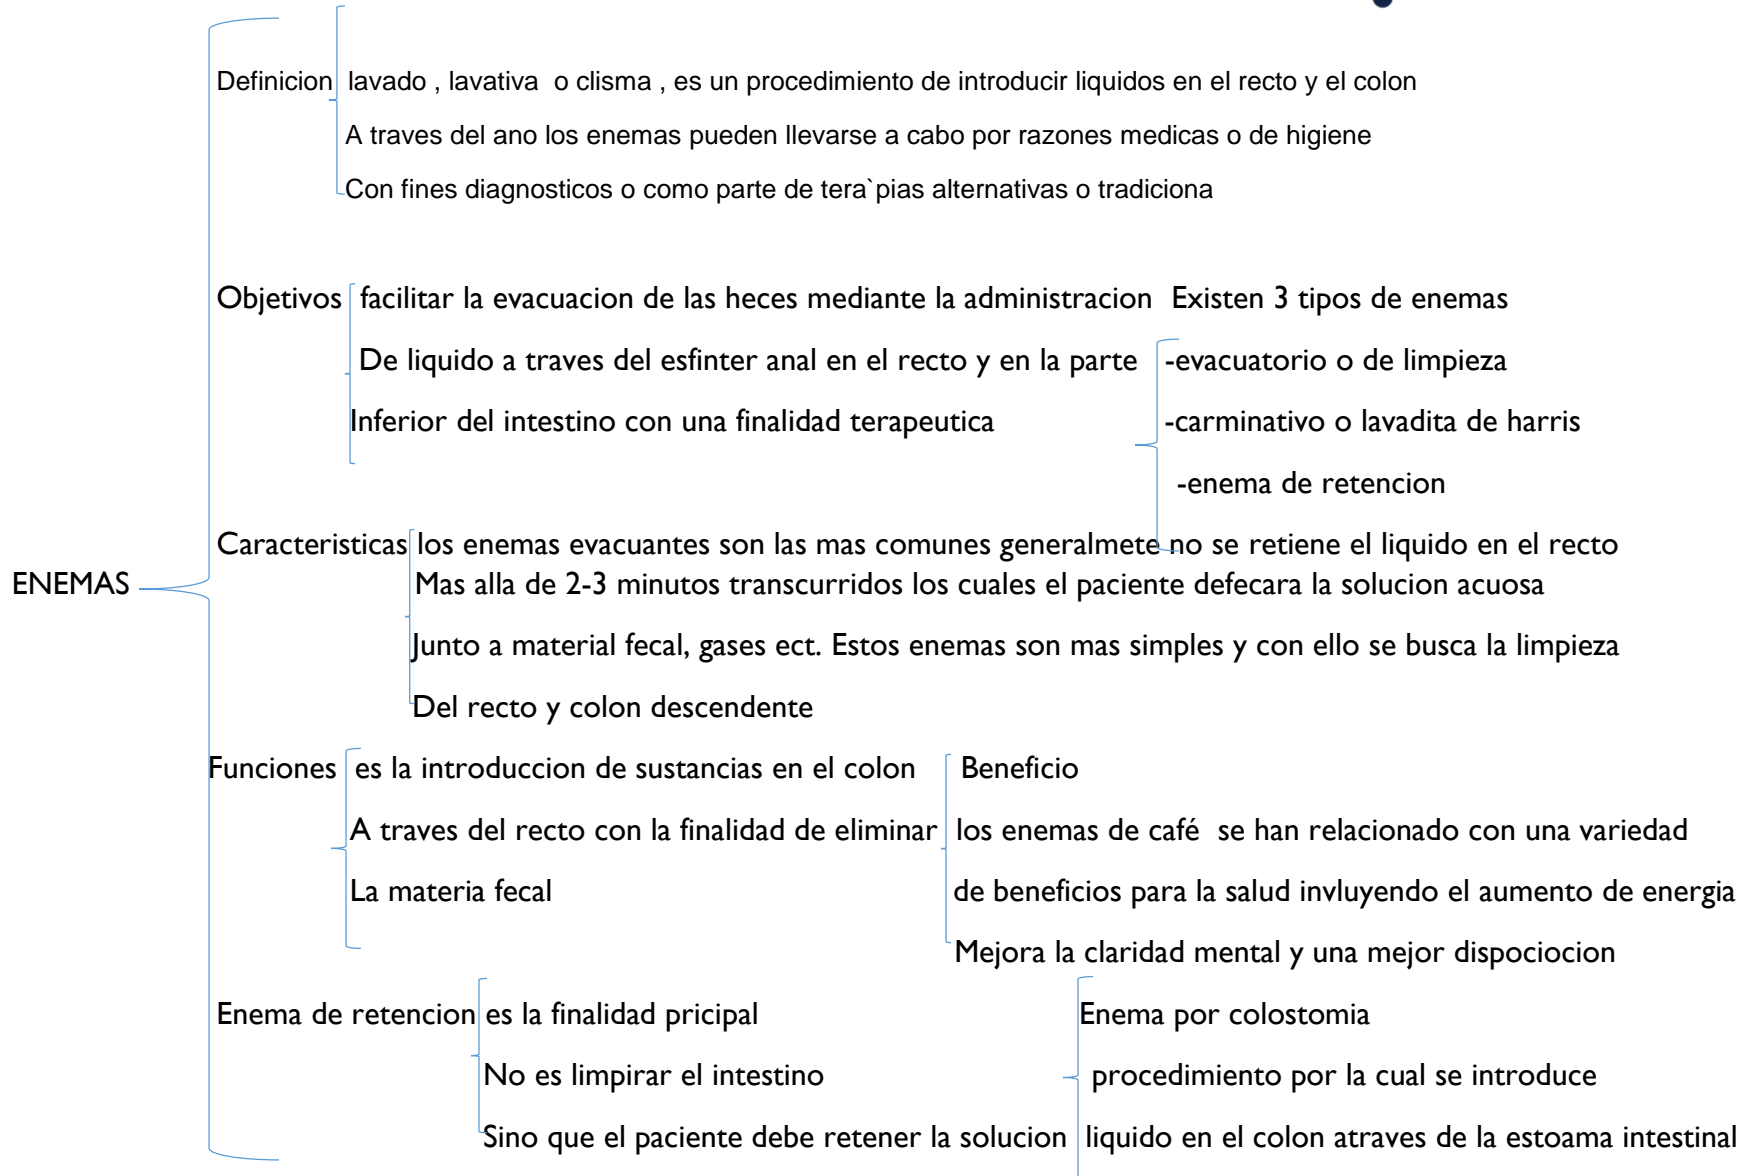 Definicion lavado , lavativa o clisma , es un procedimiento de introducir liquidos en el recto y el colon
A traves del ano los enemas pueden llevarse a cabo por razones medicas o de higiene
Con fines diagnosticos o como parte de tera`pias alternativas o tradiciona
Objetivos facilitar la evacuacion de las heces mediante la administracion Existen 3 tipos de enemas
De liquido a traves del esfinter anal en el recto y en la parte -evacuatorio o de limpieza
Inferior del intestino con una finalidad terapeutica -carminativo o lavadita de harris
-enema de retencion
Caracteristicas los enemas evacuantes son las mas comunes generalmete no se retiene el liquido en el recto
ENEMAS Mas alla de 2-3 minutos transcurridos los cuales el paciente defecara la solucion acuosa
Junto a material fecal, gases ect. Estos enemas son mas simples y con ello se busca la limpieza
Del recto y colon descendente
Funciones es la introduccion de sustancias en el colon Beneficio
A traves del recto con la finalidad de eliminar los enemas de café se han relacionado con una variedad
La materia fecal de beneficios para la salud invluyendo el aumento de energia
Mejora la claridad mental y una mejor dispociocion
Enema de retencion es la finalidad pricipal Enema por colostomia
No es limpirar el intestino procedimiento por la cual se introduce
Sino que el paciente debe retener la solucion liquido en el colon atraves de la estoama intestinal